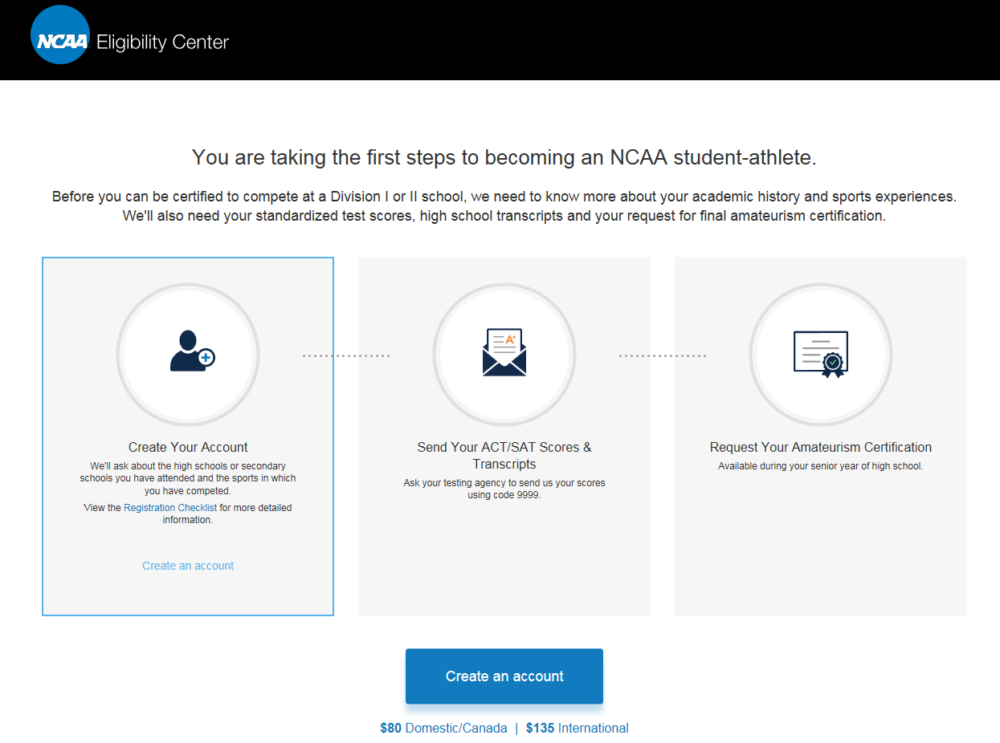 NCAA Eligibility Center
You are taking the first steps to becoming an NCAA student-athlete.
Before you can be certified to compete at a Division I or II school, we need to know more about your academic history and sports experiences.
We'll also need your standardized test scores, high school transcripts and your request for final amateurism certification.
Create Your Account
We'll ask about the high schools or secondary
schools you have attended and the sports in which
you have competed.
View the Registration Checklist for more detailed
information.
Create an account
A+
Send Your ACT/SAT Scores &
Transcripts
Ask your testing agency to send us your scores
using code 9999.
Request Your Amateurism Certification
Available during your senior year of high school.
Create an account
$80 Domestic/Canada | $135 International